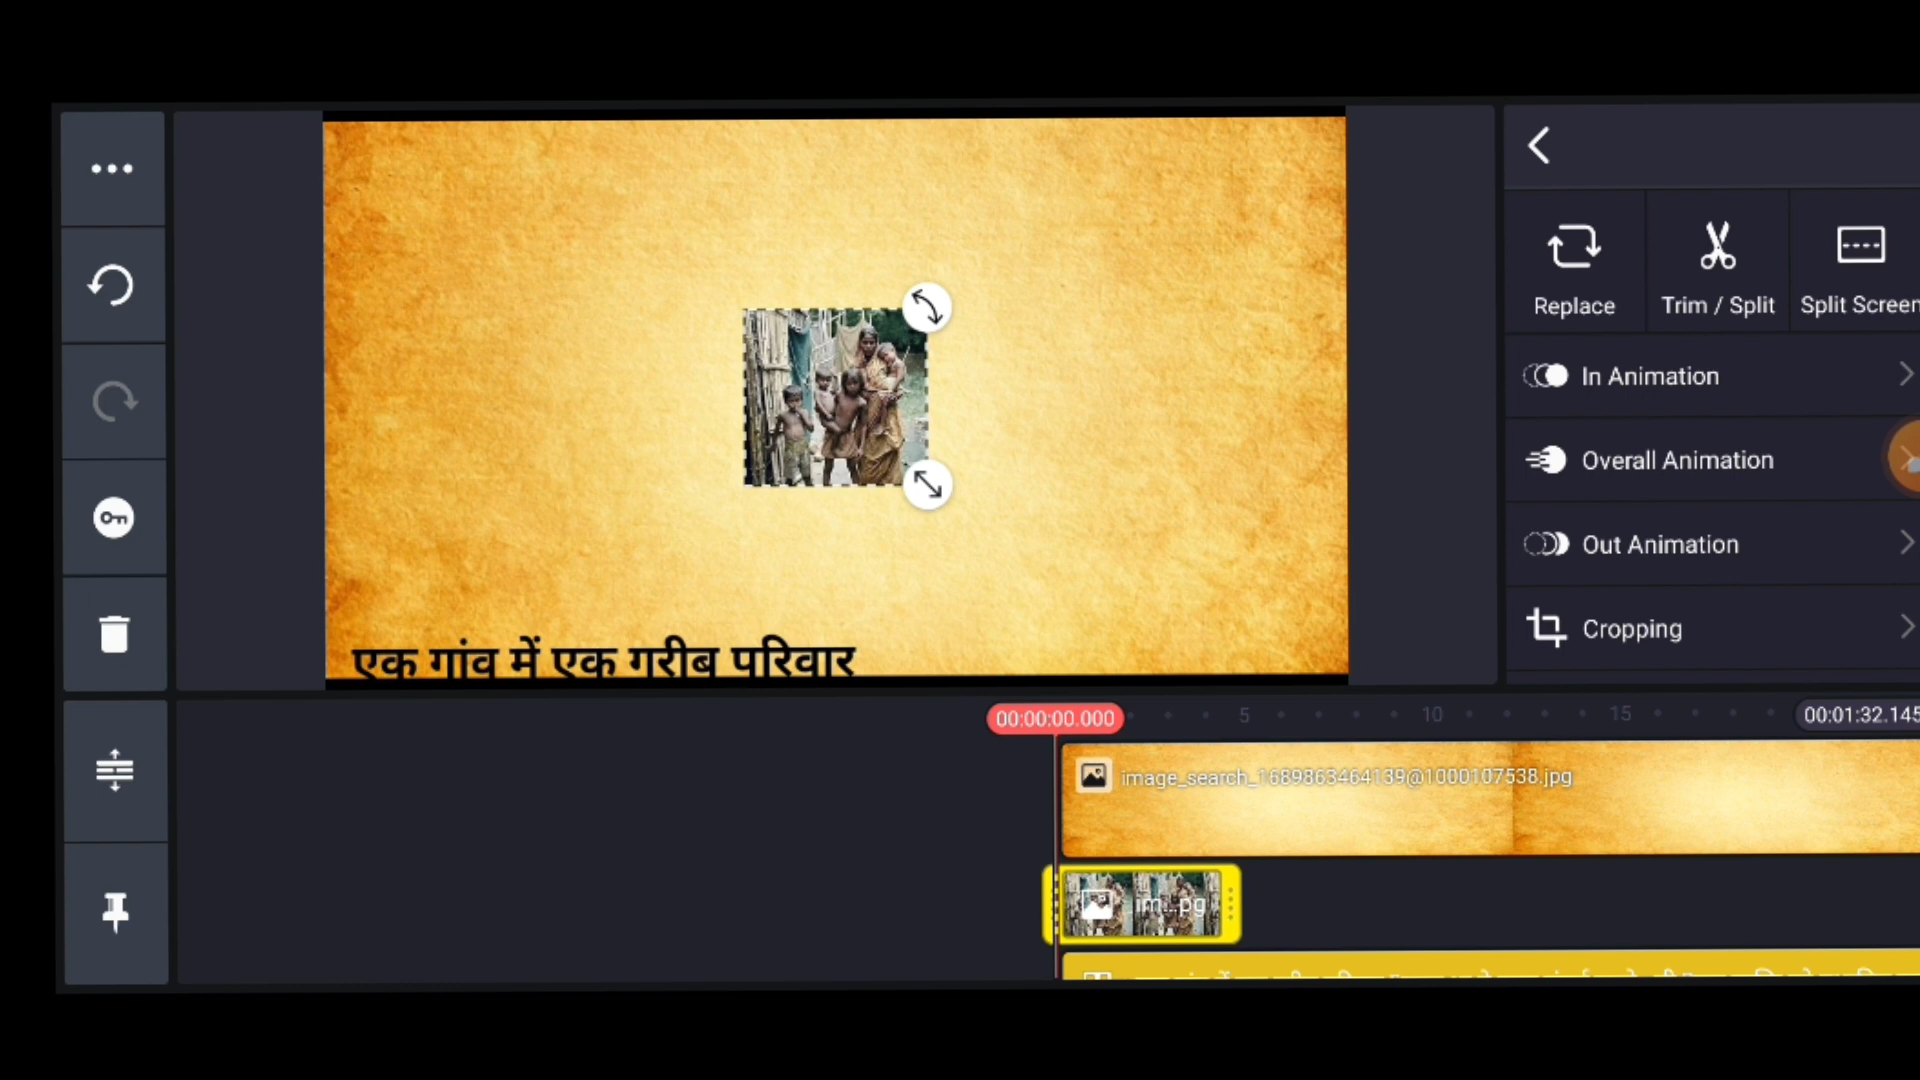 Replace
Trim / Split
Split Screen
In Animation
Overall Animation
Out Animation
Cropping
एक गांव में एक गरीब परिवार
00:00:00.000
5
10
15
00:01:32.145
image_search_1689863464139@1000107538.jpg
im...pg